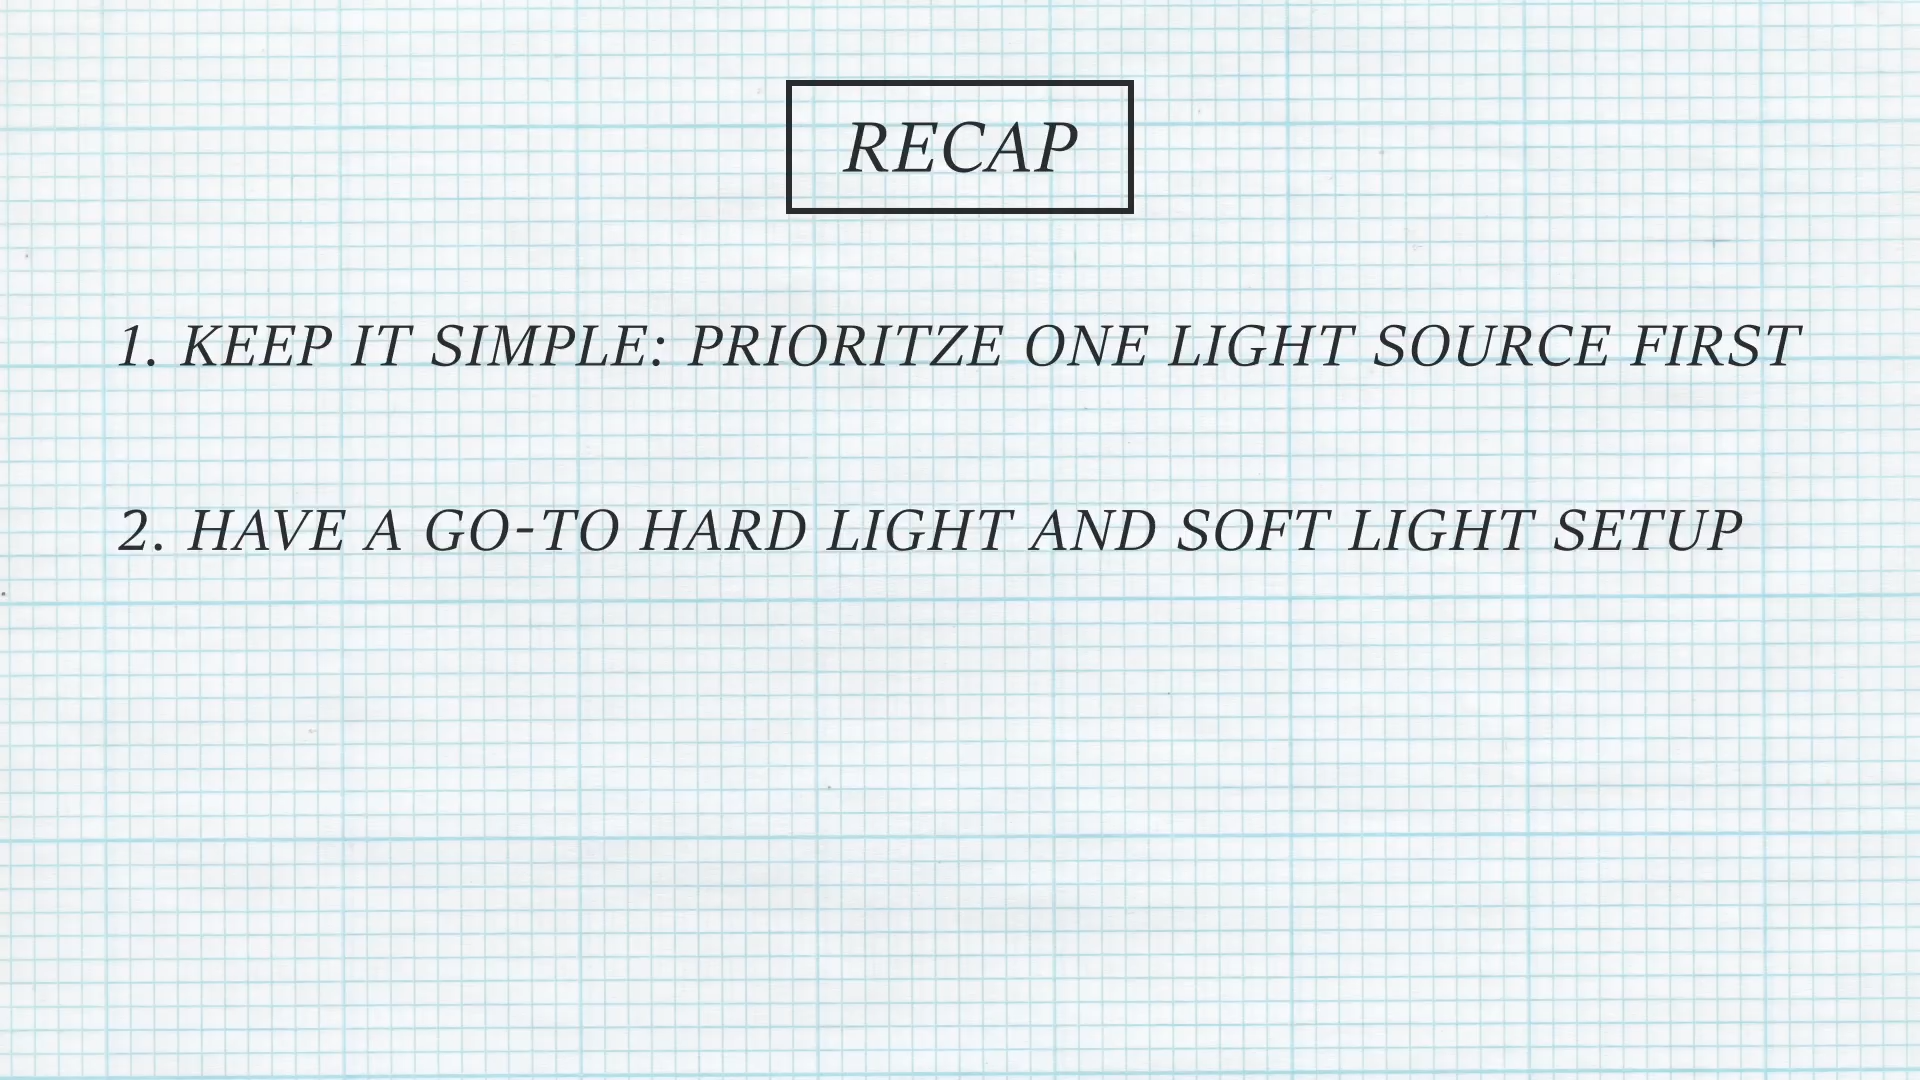 RECAP
1. KEEP IT SIMPLE: PRIORITZE ONE LIGHT SOURCE FIRST
2. HAVE A GO-TO HARD LIGHT AND SOFT LIGHT SETUP